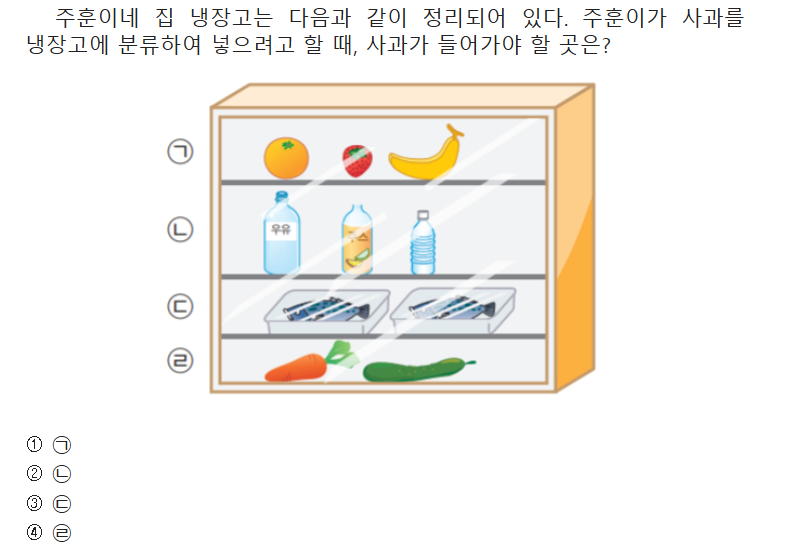 주훈이네 집 냉장고는 다음과 같이 정리되어 있다. 주훈이가 사과를
냉장고에 분류하여 넣으려고 할 때, 사과가 들어가야 할 곳은?
㉠
㉡
우유
㉢
㉣
① ㉠
② ㉡
③ ㉢
④ ㉣